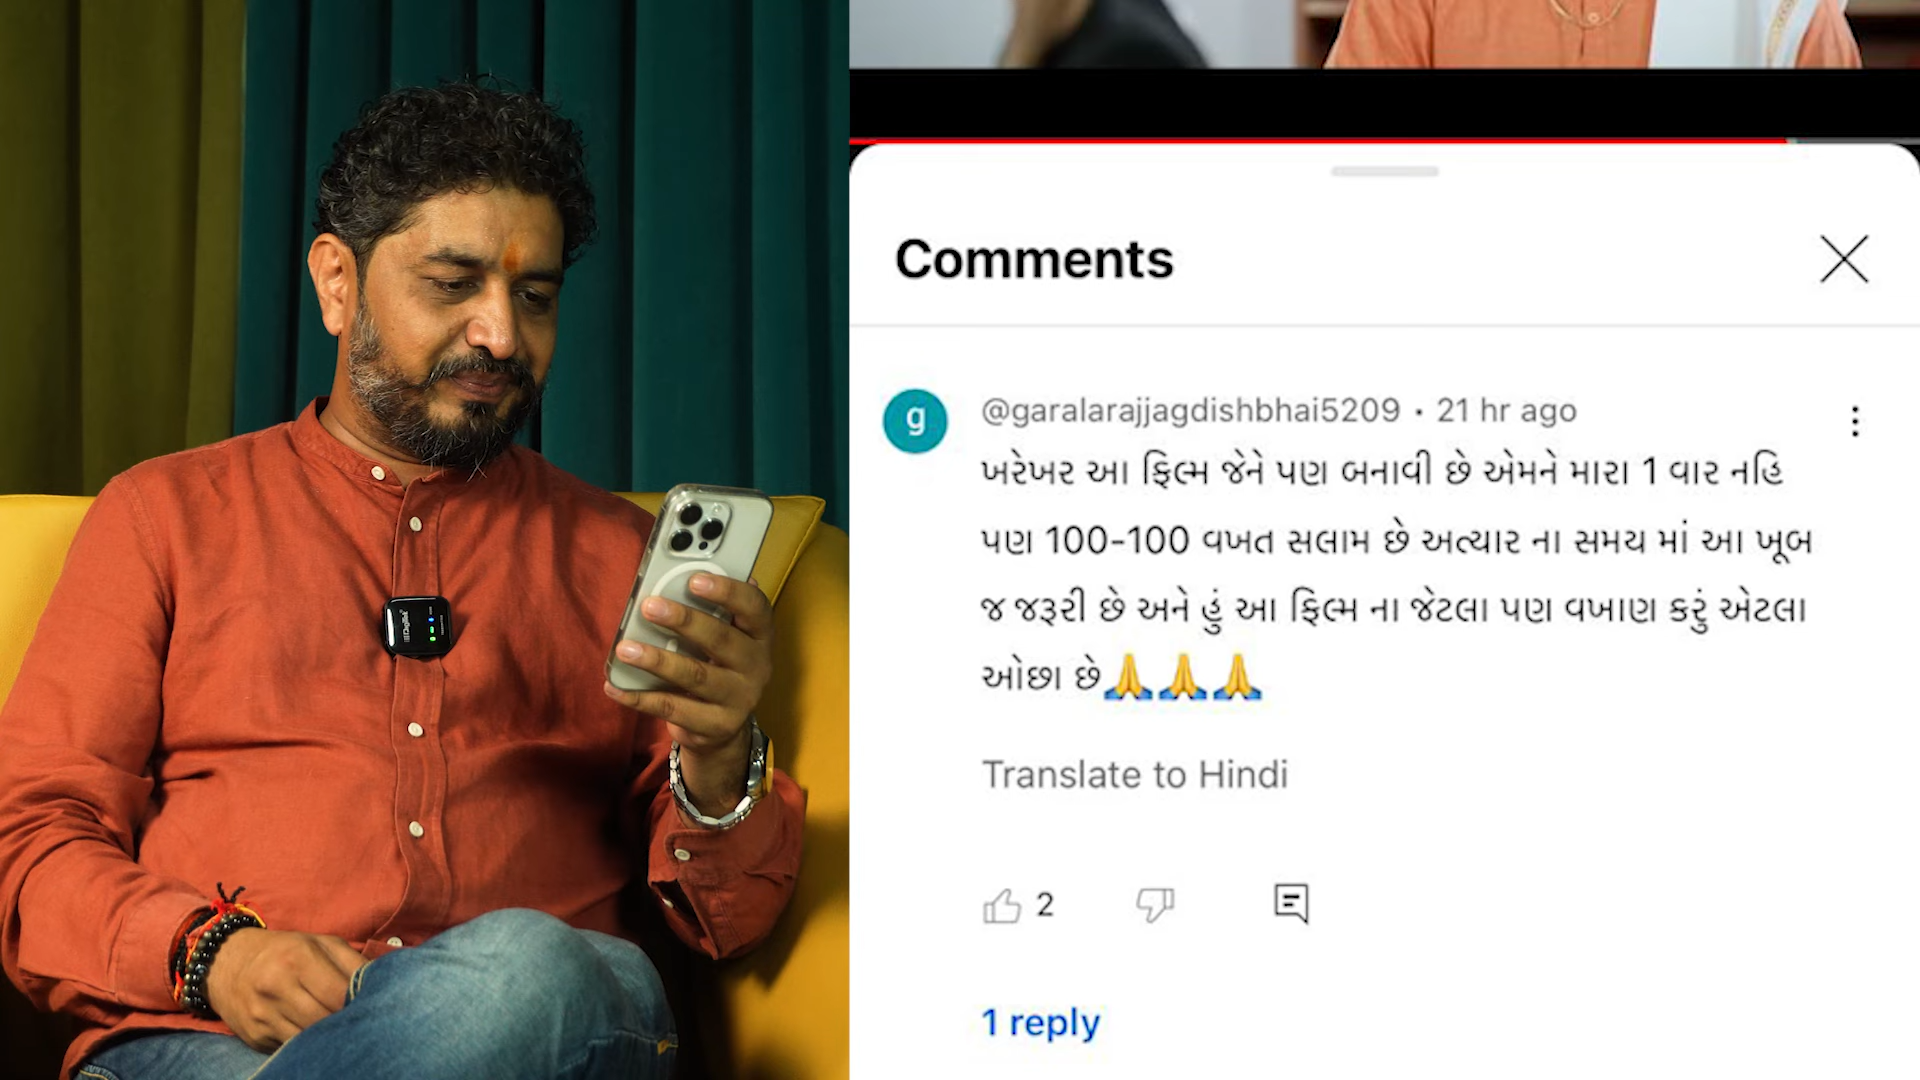 Comments
g
@garalarajjagdishbhai5209 • 21 hr ago
ખરેખર આ ફિલ્મ જેને પણ બનાવી છે એમને મારા 1 વાર નહિ
પણ 100-100 વખત સલામ છે અત્યાર ના સમય માં આ ખૂબ
જ જરૂરી છે અને હું આ ફિલ્મ ના જેટલા પણ વખાણ કરું એટલા
ઓછા છે🙏🙏🙏
Translate to Hindi
2
1 reply